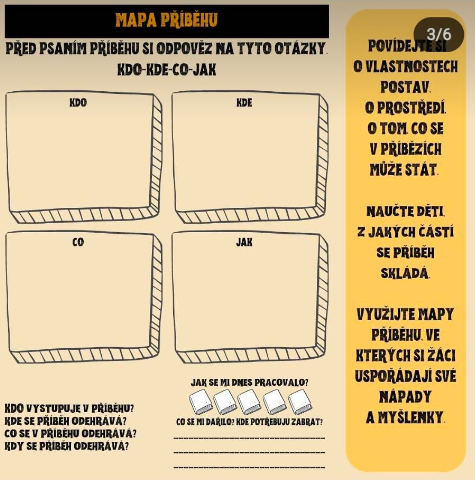 MAPA PŘÍBĚHU
PŘED PSANÍM PŘÍBĚHU SI ODPOVĚZ NA TYTO OTÁZKY.
KDO-KDE-CO-JAK
KDO
KDE
CO
JAK
KDO VYSTUPUJE V PŘÍBĚHU?
KDE SE PŘÍBĚH ODEHRÁVÁ?
CO SE V PŘÍBĚHU ODEHRÁVÁ?
KDY SE PŘÍBĚH ODEHRÁVÁ?
JAK SE MI DNES PRACOVALO?
CO SE MI DAŘILO? KDE POTŘEBUJU ZABRAT?
3/6
POVÍDEJTE SI
O VLASTNOSTECH
POSTAV.
O PROSTŘEDÍ.
O TOM, CO SE
V PŘÍBĚZÍCH
MŮŽE STÁT.
NAUČTE DĚTI,
Z JAKÝCH ČÁSTÍ
SE PŘÍBĚH
SKLÁDÁ.
VYUŽIJTE MAPY
PŘÍBĚHU, VE
KTERÝCH SI ŽÁCI
USPOŘÁDAJÍ SVÉ
NÁPADY
A MYŠLENKY.